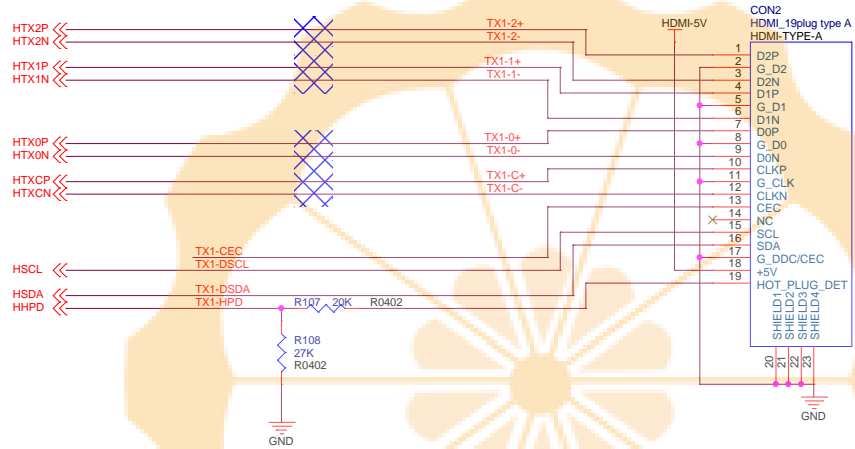 CON2
HDMI_19plug type A
HDMI-TYPE-A
HDMI-5V
HTX2P
HTX2N
TX1-2+
TX1-2-
HTX1P
HTX1N
TX1-1+
TX1-1-
HTX0P
HTX0N
TX1-0+
TX1-0-
HTXCP
HTXCN
TX1-C+
TX1-C-
TX1-CEC
HSCL
TX1-DSCL
HSDA
TX1-DSDA
HHPD
TX1-HPD
R107 20K R0402
R108
27K
R0402
GND
1 D2P
2 G_D2
3 D2N
4 D1P
5 G_D1
6 D1N
7 D0P
8 G_D0
9 D0N
10 CLKP
11 G_CLK
12 CLKN
13 CEC
14 NC
15 SCL
16 SDA
17 G_DDC/CEC
18 +5V
19 HOT_PLUG_DET
SHIELD1
SHIELD2
SHIELD3
SHIELD4
20
21
22
23
GND